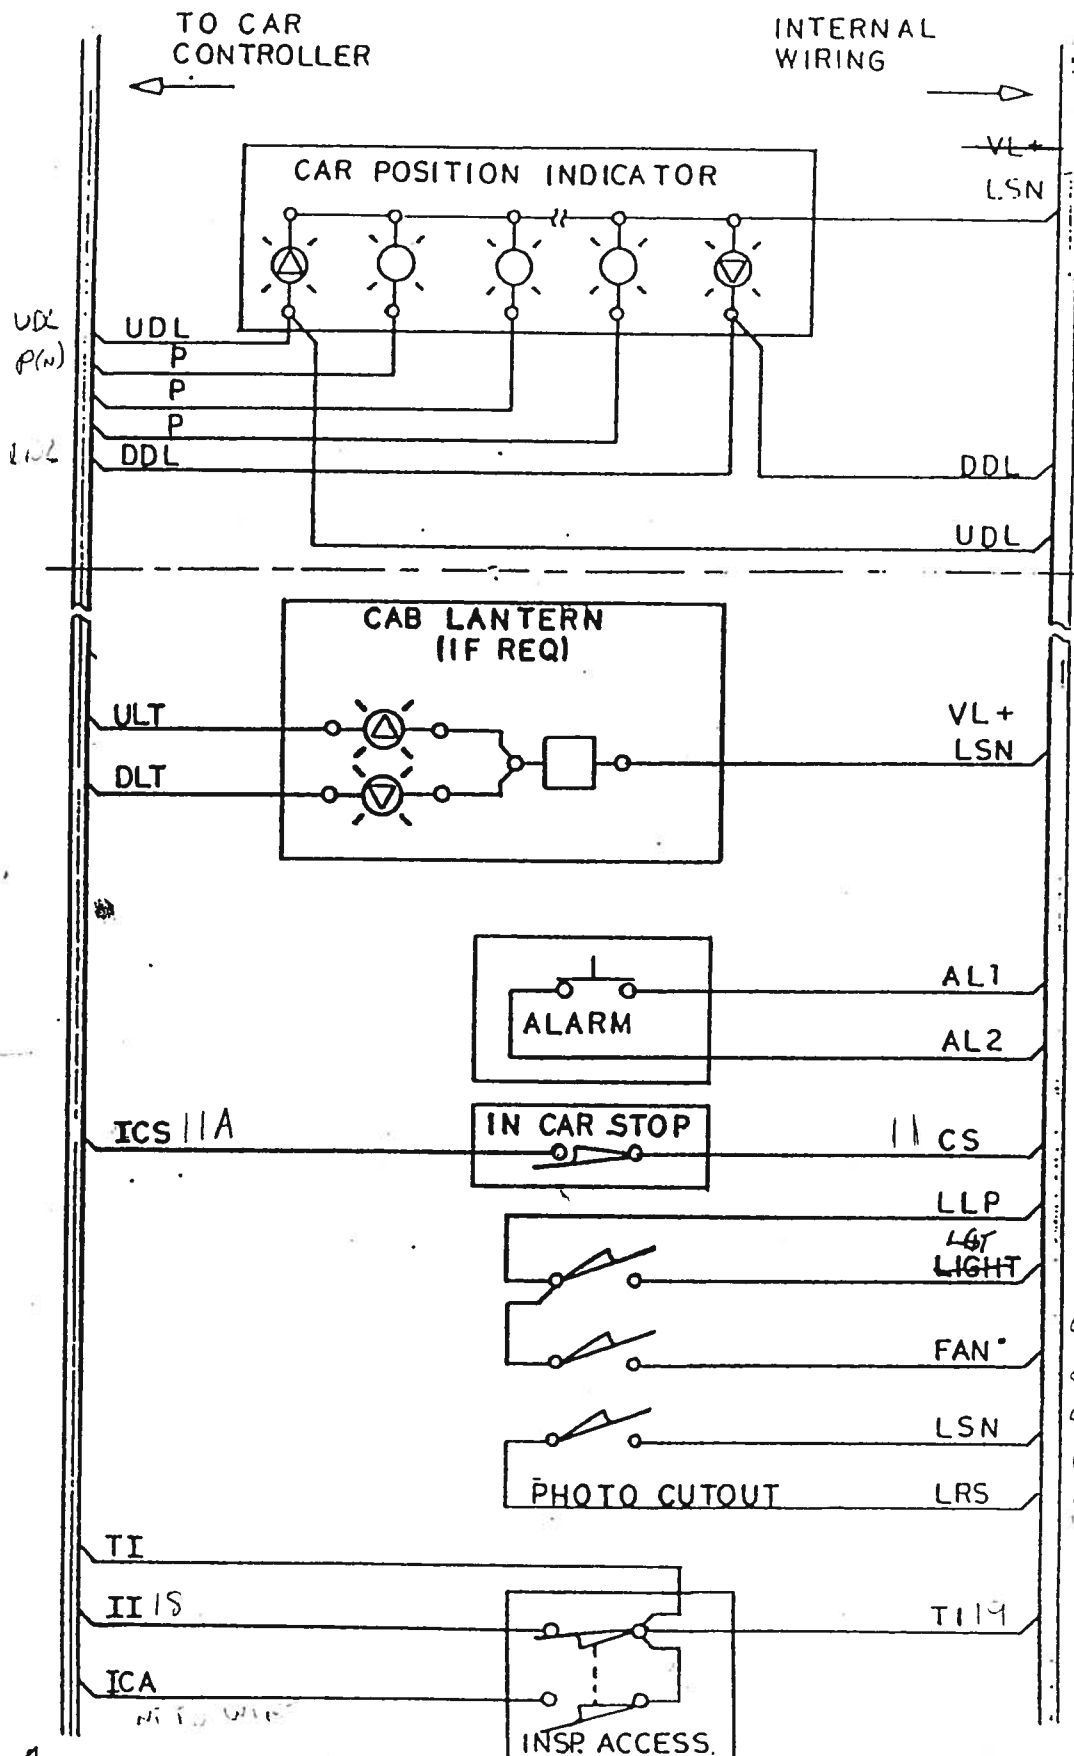 TO CAR
CONTROLLER
INTERNAL
WIRING
VL+
LSN
CAR POSITION INDICATOR
UDL
UDL
P(N)
P
P
P
DDL
DDL
UDL
CAB LANTERN
(IF REQ)
ULT
VL+
LSN
DLT
AL1
ALARM
AL2
ICS 11A
IN CAR STOP
11 CS
LLP
LGT
LIGHT
FAN
LSN
PHOTO CUTOUT
LRS
TI
II 18
TI 19
ICA
INSP. ACCESS.